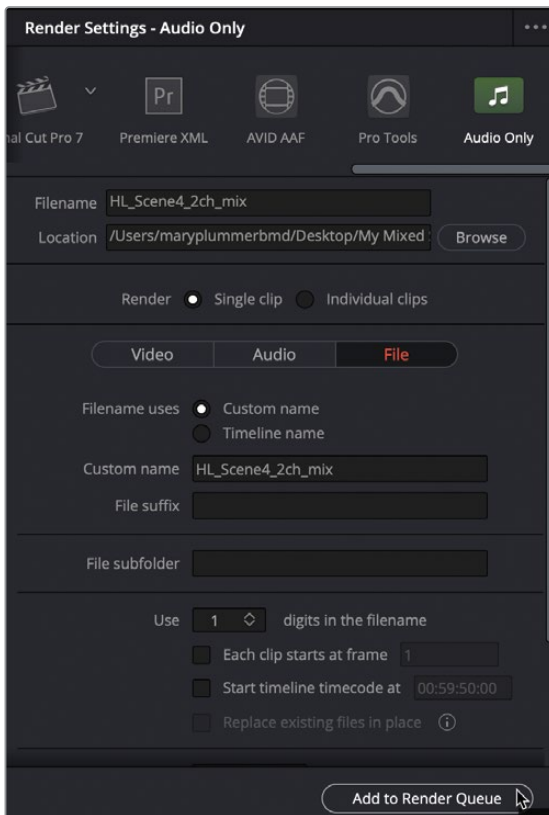 Render Settings - Audio Only
nal Cut Pro 7 Premiere XML AVID AAF Pro Tools Audio Only
Pr
Filename HL_Scene4_2ch_mix
Location /Users/maryplummerbmd/Desktop/My Mixed Browse
Render Single clip Individual clips
Video Audio File
Filename uses Custom name
Timeline name
Custom name HL_Scene4_2ch_mix
File suffix
File subfolder
Use 1 digits in the filename
Each clip starts at frame 1
Start timeline timecode at 00:59:50:00
Replace existing files in place
Add to Render Queue